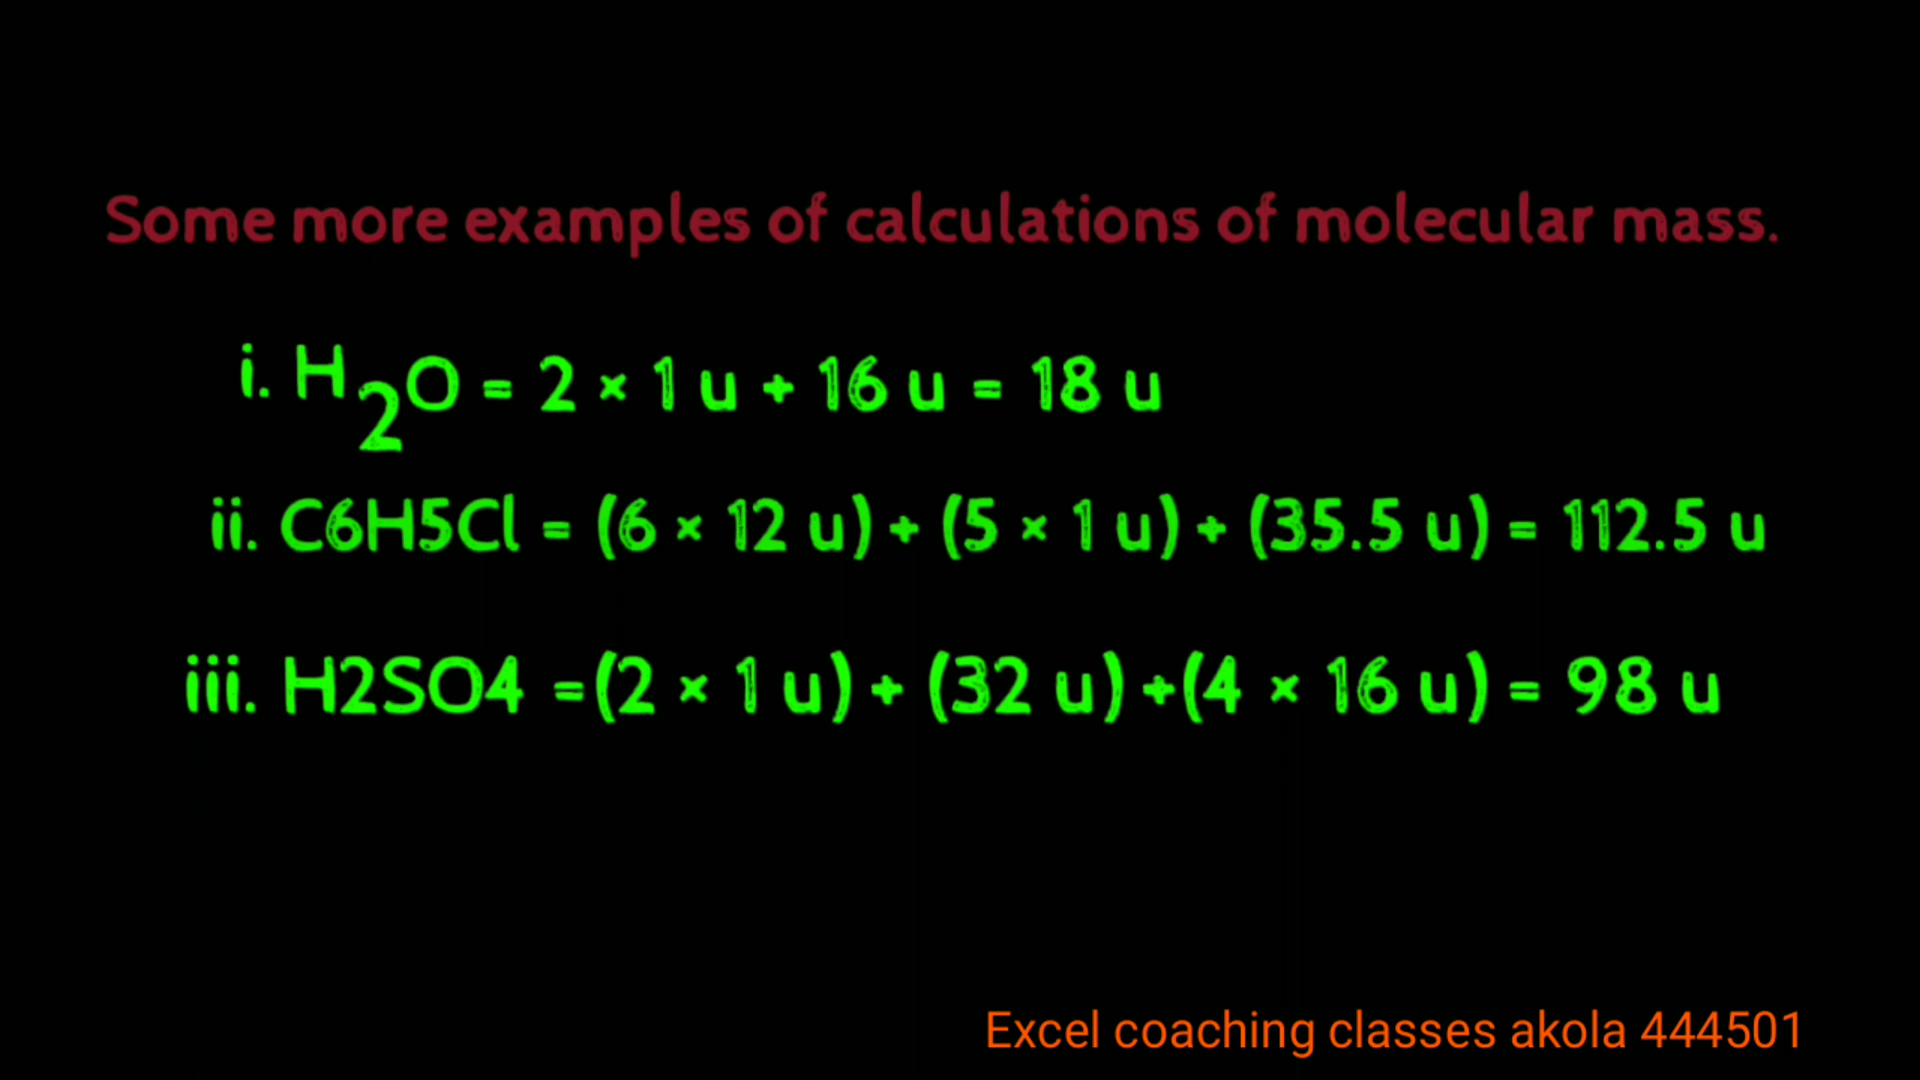 Some more examples of calculations of molecular mass.
i. H2O = 2 × 1 u + 16 u = 18 u
ii. C6H5Cl = (6 × 12 u) + (5 × 1 u) + (35.5 u) = 112.5 u
iii. H2SO4 =(2 × 1 u) + (32 u) +(4 × 16 u) = 98 u
Excel coaching classes akola 444501